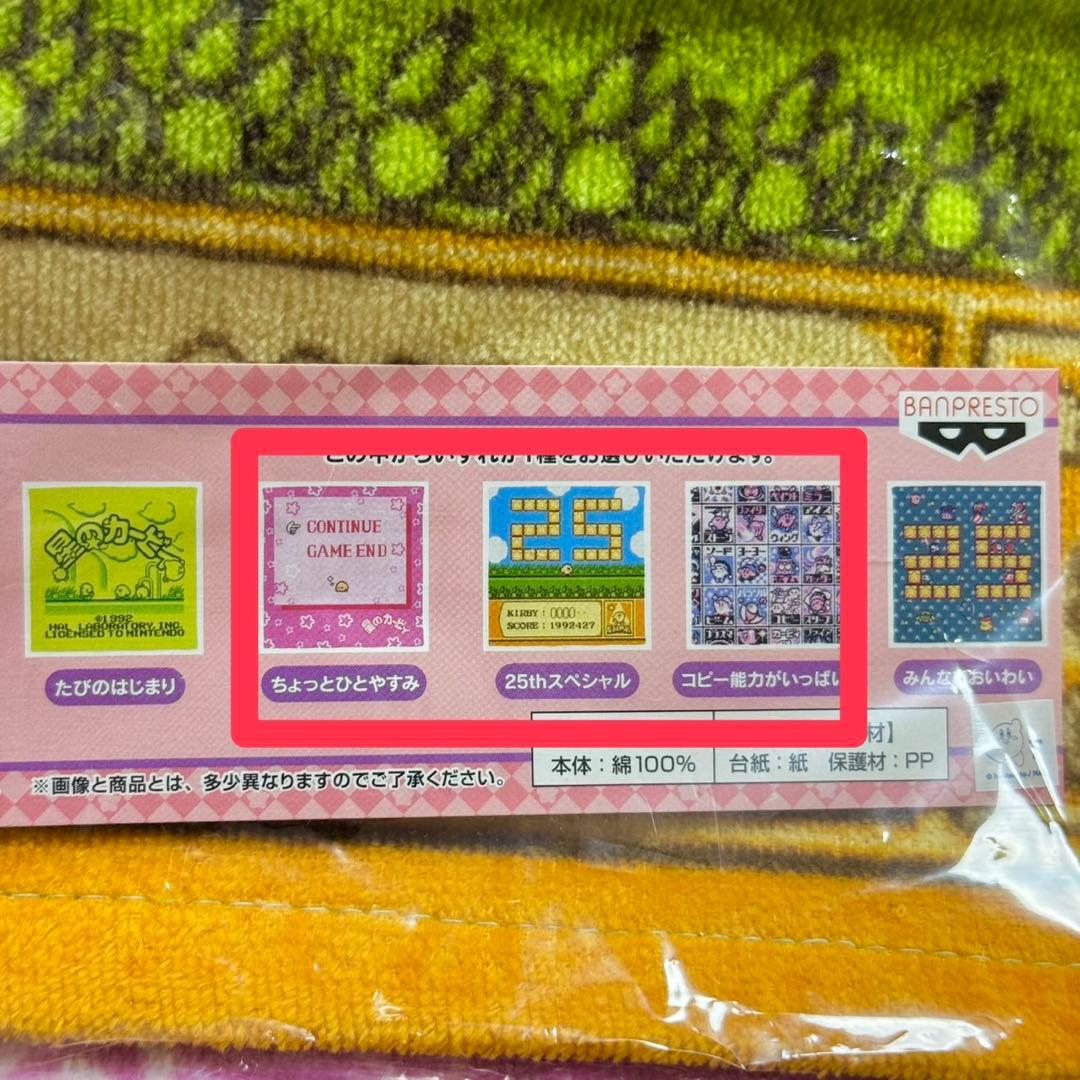 BANPRESTO
この中からいずれか1種をお選びいただけます。
星のカービィ
©1992
HAL LABORATORY,INC.
LICENSED TO NINTENDO
CONTINUE
GAME END
星のカービィ
25
KIRBY :
SCORE : 1992427
ウィング
ソード ヨーヨー
25
たびのはじまり
ちょっとひとやすみ
25thスペシャル
コピー能力がいっぱい
みんな おいわい
材】
本体：綿100%
台紙：紙 保護材：PP
※画像と商品とは、多少異なりますのでご了承ください。